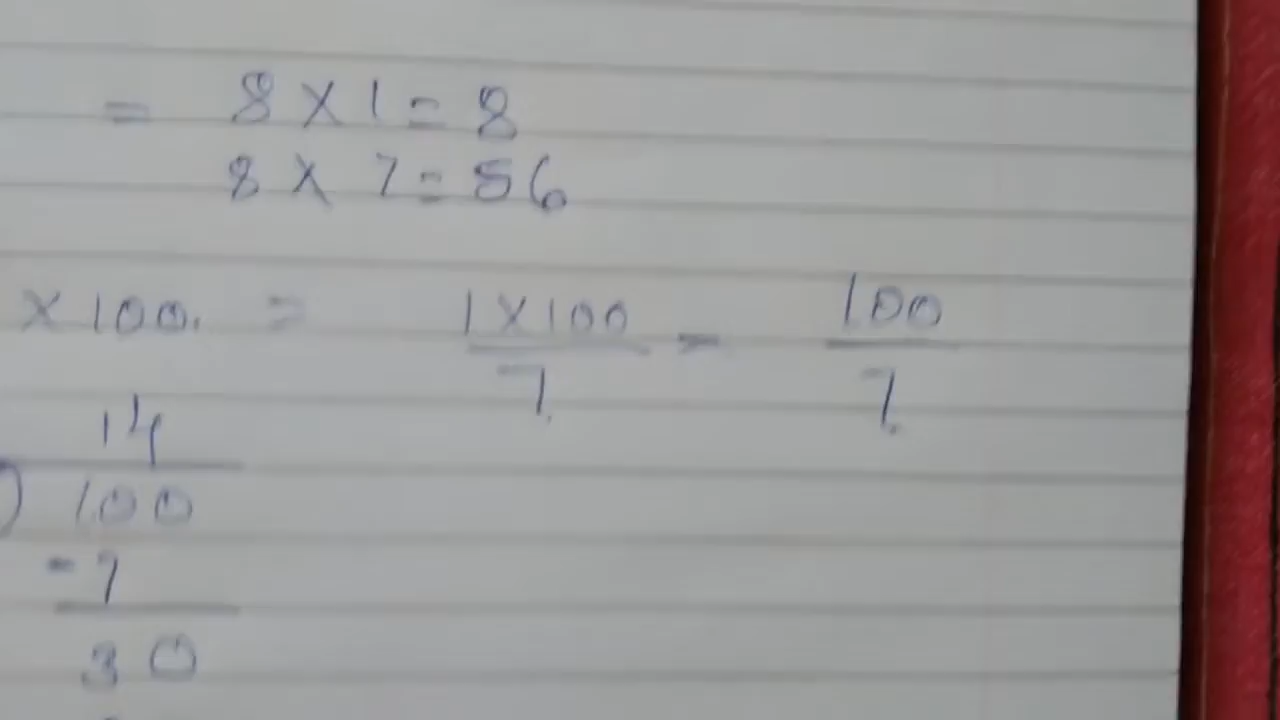 = 8 X 1 = 8
8 X 7 = 56
X 100. = 1 X 100 / 7. = 100 / 7.
14
) 100
- 7
30